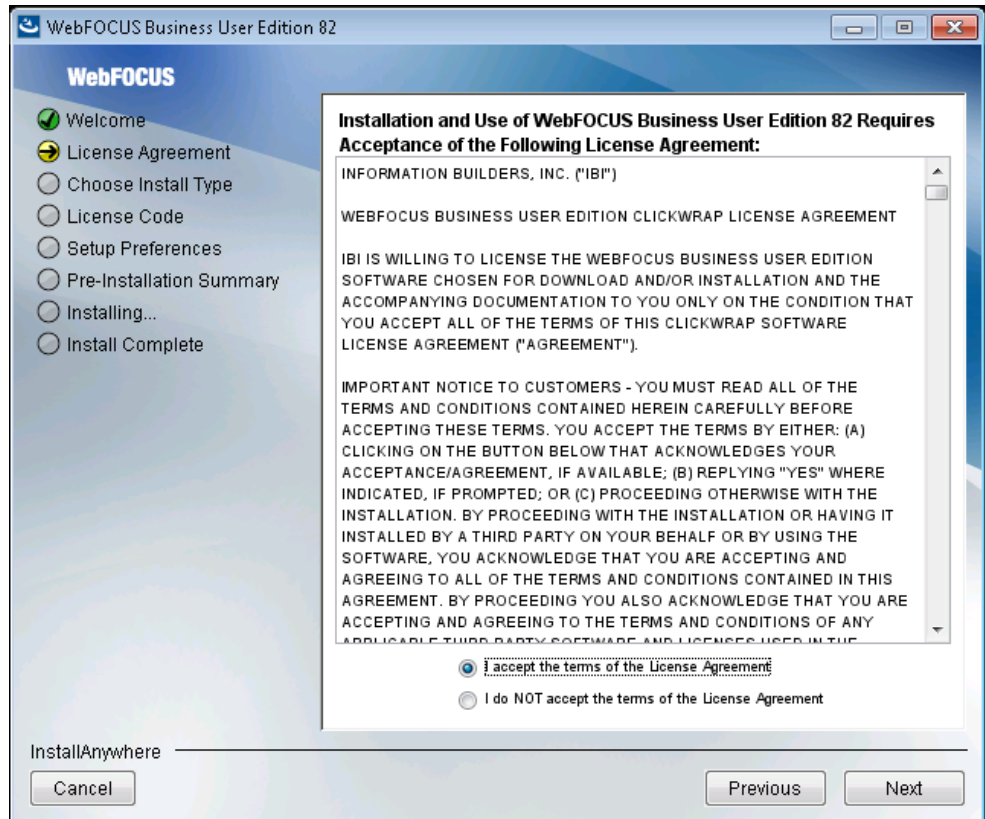 WebFOCUS Business User Edition 82
WebFOCUS
Welcome
License Agreement
Choose Install Type
License Code
Setup Preferences
Pre-Installation Summary
Installing...
Install Complete
Installation and Use of WebFOCUS Business User Edition 82 Requires
Acceptance of the Following License Agreement:
INFORMATION BUILDERS, INC. ("IBI")
WEBFOCUS BUSINESS USER EDITION CLICKWRAP LICENSE AGREEMENT
IBI IS WILLING TO LICENSE THE WEBFOCUS BUSINESS USER EDITION
SOFTWARE CHOSEN FOR DOWNLOAD AND/OR INSTALLATION AND THE
ACCOMPANYING DOCUMENTATION TO YOU ONLY ON THE CONDITION THAT
YOU ACCEPT ALL OF THE TERMS OF THIS CLICKWRAP SOFTWARE
LICENSE AGREEMENT ("AGREEMENT").
IMPORTANT NOTICE TO CUSTOMERS - YOU MUST READ ALL OF THE
TERMS AND CONDITIONS CONTAINED HEREIN CAREFULLY BEFORE
ACCEPTING THESE TERMS. YOU ACCEPT THE TERMS BY EITHER: (A)
CLICKING ON THE BUTTON BELOW THAT ACKNOWLEDGES YOUR
ACCEPTANCE/AGREEMENT, IF AVAILABLE; (B) REPLYING "YES" WHERE
INDICATED, IF PROMPTED; OR (C) PROCEEDING OTHERWISE WITH THE
INSTALLATION. BY PROCEEDING WITH THE INSTALLATION OR HAVING IT
INSTALLED BY A THIRD PARTY ON YOUR BEHALF OR BY USING THE
SOFTWARE, YOU ACKNOWLEDGE THAT YOU ARE ACCEPTING AND
AGREEING TO ALL OF THE TERMS AND CONDITIONS CONTAINED IN THIS
AGREEMENT. BY PROCEEDING YOU ALSO ACKNOWLEDGE THAT YOU ARE
ACCEPTING AND AGREEING TO THE TERMS AND CONDITIONS OF ANY
APPLICABLE THIRD PARTY SOFTWARE AND LICENSES USED IN THE
I accept the terms of the License Agreement
I do NOT accept the terms of the License Agreement
InstallAnywhere
Cancel
Previous
Next